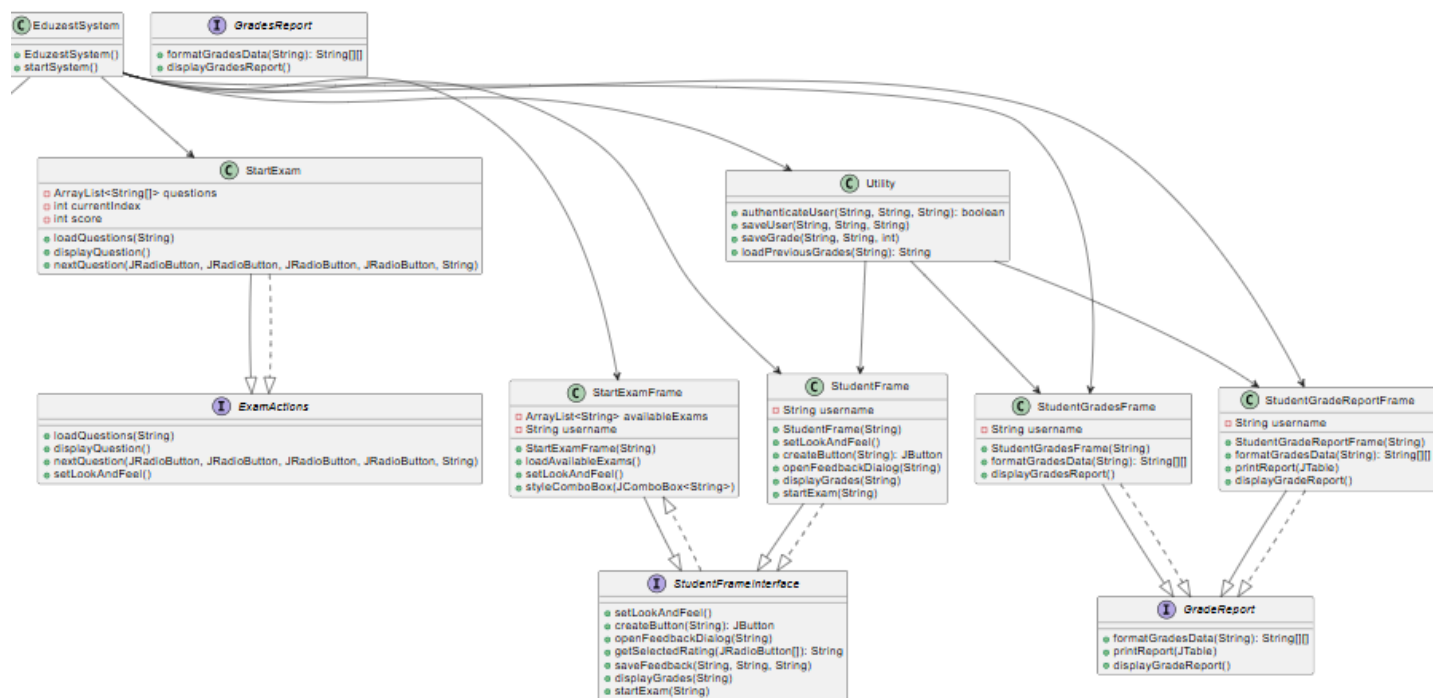 C EduzestSystem
EduzestSystem()
startSystem()
I GradesReport
formatGradesData(String): String[][]
displayGradesReport()
C StartExam
ArrayList<String[]> questions
int currentIndex
int score
loadQuestions(String)
displayQuestion()
nextQuestion(JRadioButton, JRadioButton, JRadioButton, JRadioButton, String)
C Utility
authenticateUser(String, String, String): boolean
saveUser(String, String, String)
saveGrade(String, String, int)
loadPreviousGrades(String): String
I ExamActions
loadQuestions(String)
displayQuestion()
nextQuestion(JRadioButton, JRadioButton, JRadioButton, JRadioButton, String)
setLookAndFeel()
C StartExamFrame
ArrayList<String> availableExams
String username
StartExamFrame(String)
loadAvailableExams()
setLookAndFeel()
styleComboBox(JComboBox<String>)
C StudentFrame
String username
StudentFrame(String)
setLookAndFeel()
createButton(String): JButton
openFeedbackDialog(String)
displayGrades(String)
startExam(String)
C StudentGradesFrame
String username
StudentGradesFrame(String)
formatGradesData(String): String[][]
displayGradesReport()
C StudentGradeReportFrame
String username
StudentGradeReportFrame(String)
formatGradesData(String): String[][]
printReport(JTable)
displayGradeReport()
I StudentFrameInterface
setLookAndFeel()
createButton(String): JButton
openFeedbackDialog(String)
getSelectedRating(JRadioButton[]): String
saveFeedback(String, String, String)
displayGrades(String)
startExam(String)
I GradeReport
formatGradesData(String): String[][]
printReport(JTable)
displayGradeReport()